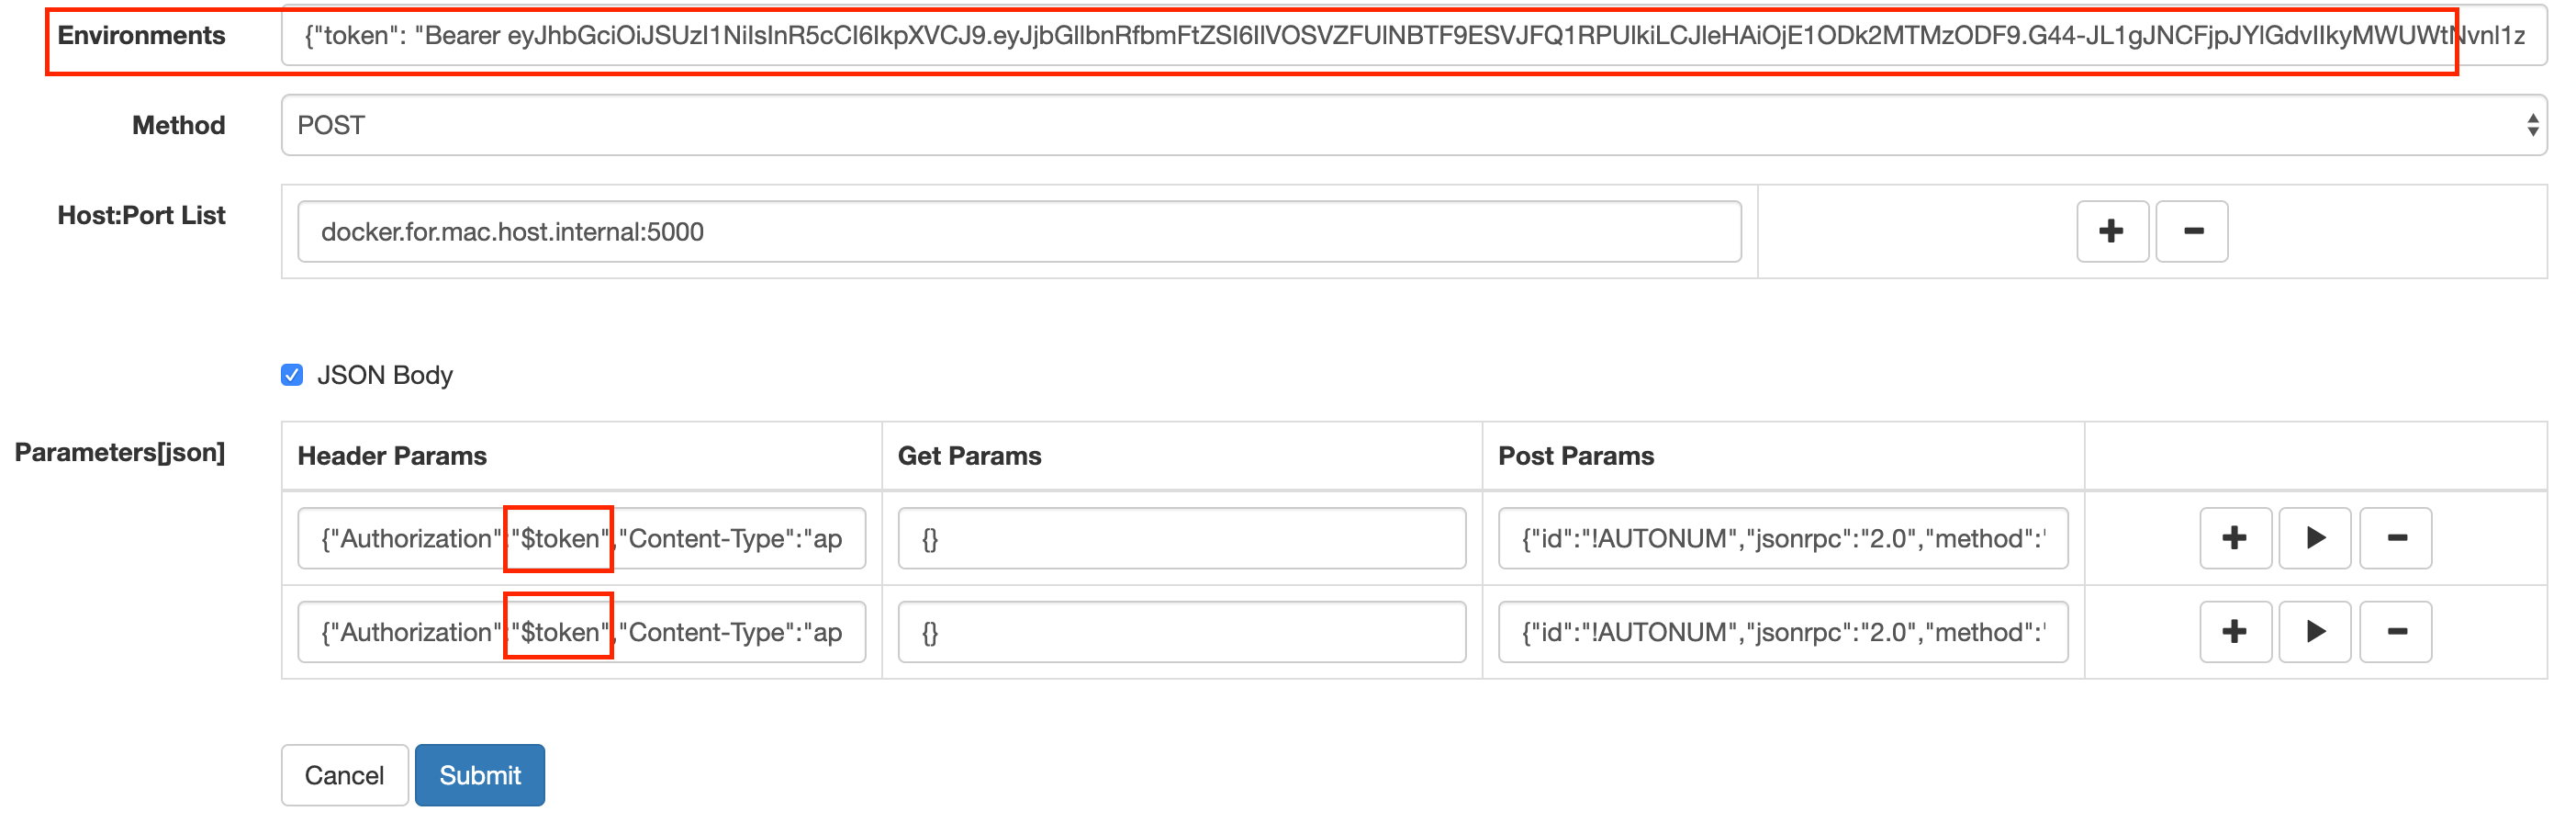 Environments {"token": "Bearer eyJhbGciOiJSUzI1NiIsInR5cCI6IkpXVCJ9.eyJjbGllbnRfbmFtZSI6IlVOSVZFUlNBTF9ESVJFQ1RPUlkiLCJleHAiOjE1ODk2MTMzODF9.G44-JL1gJNCFjpJYlGdvIIkyMWUWtNvnl1z
Method POST
Host:Port List docker.for.mac.host.internal:5000
JSON Body
Parameters[json] Header Params Get Params Post Params
{"Authorization":"$token","Content-Type":"ap {} {"id":"!AUTONUM","jsonrpc":"2.0","method":'
{"Authorization":"$token","Content-Type":"ap {} {"id":"!AUTONUM","jsonrpc":"2.0","method":'
Cancel Submit